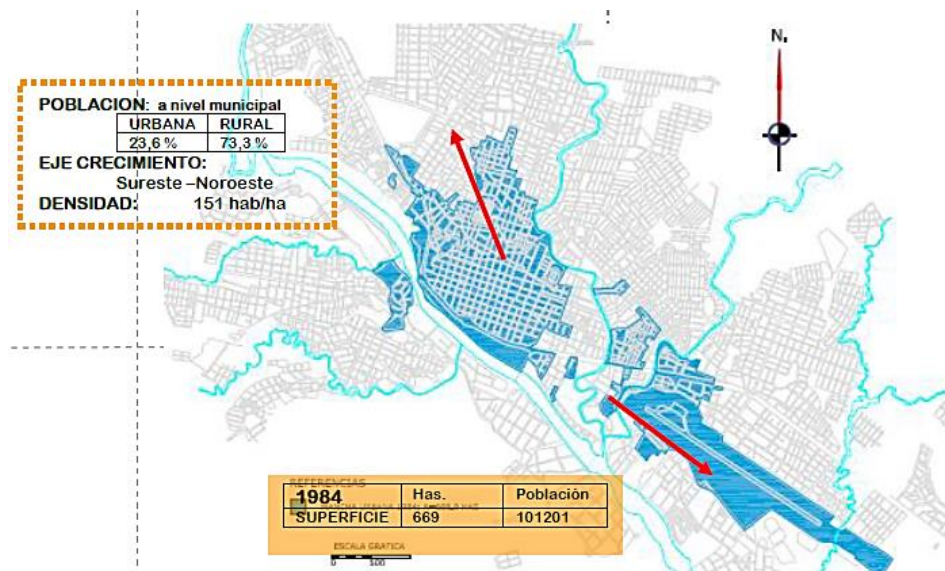 N.
POBLACION: a nivel municipal
URBANA RURAL
23,6 % 73,3 %
EJE CRECIMIENTO:
Sureste –Noroeste
DENSIDAD: 151 hab/ha
REFERENCIAS
1984 Has. Población
SUPERFICIE 669 101201
ESCALA GRAFICA
0 500